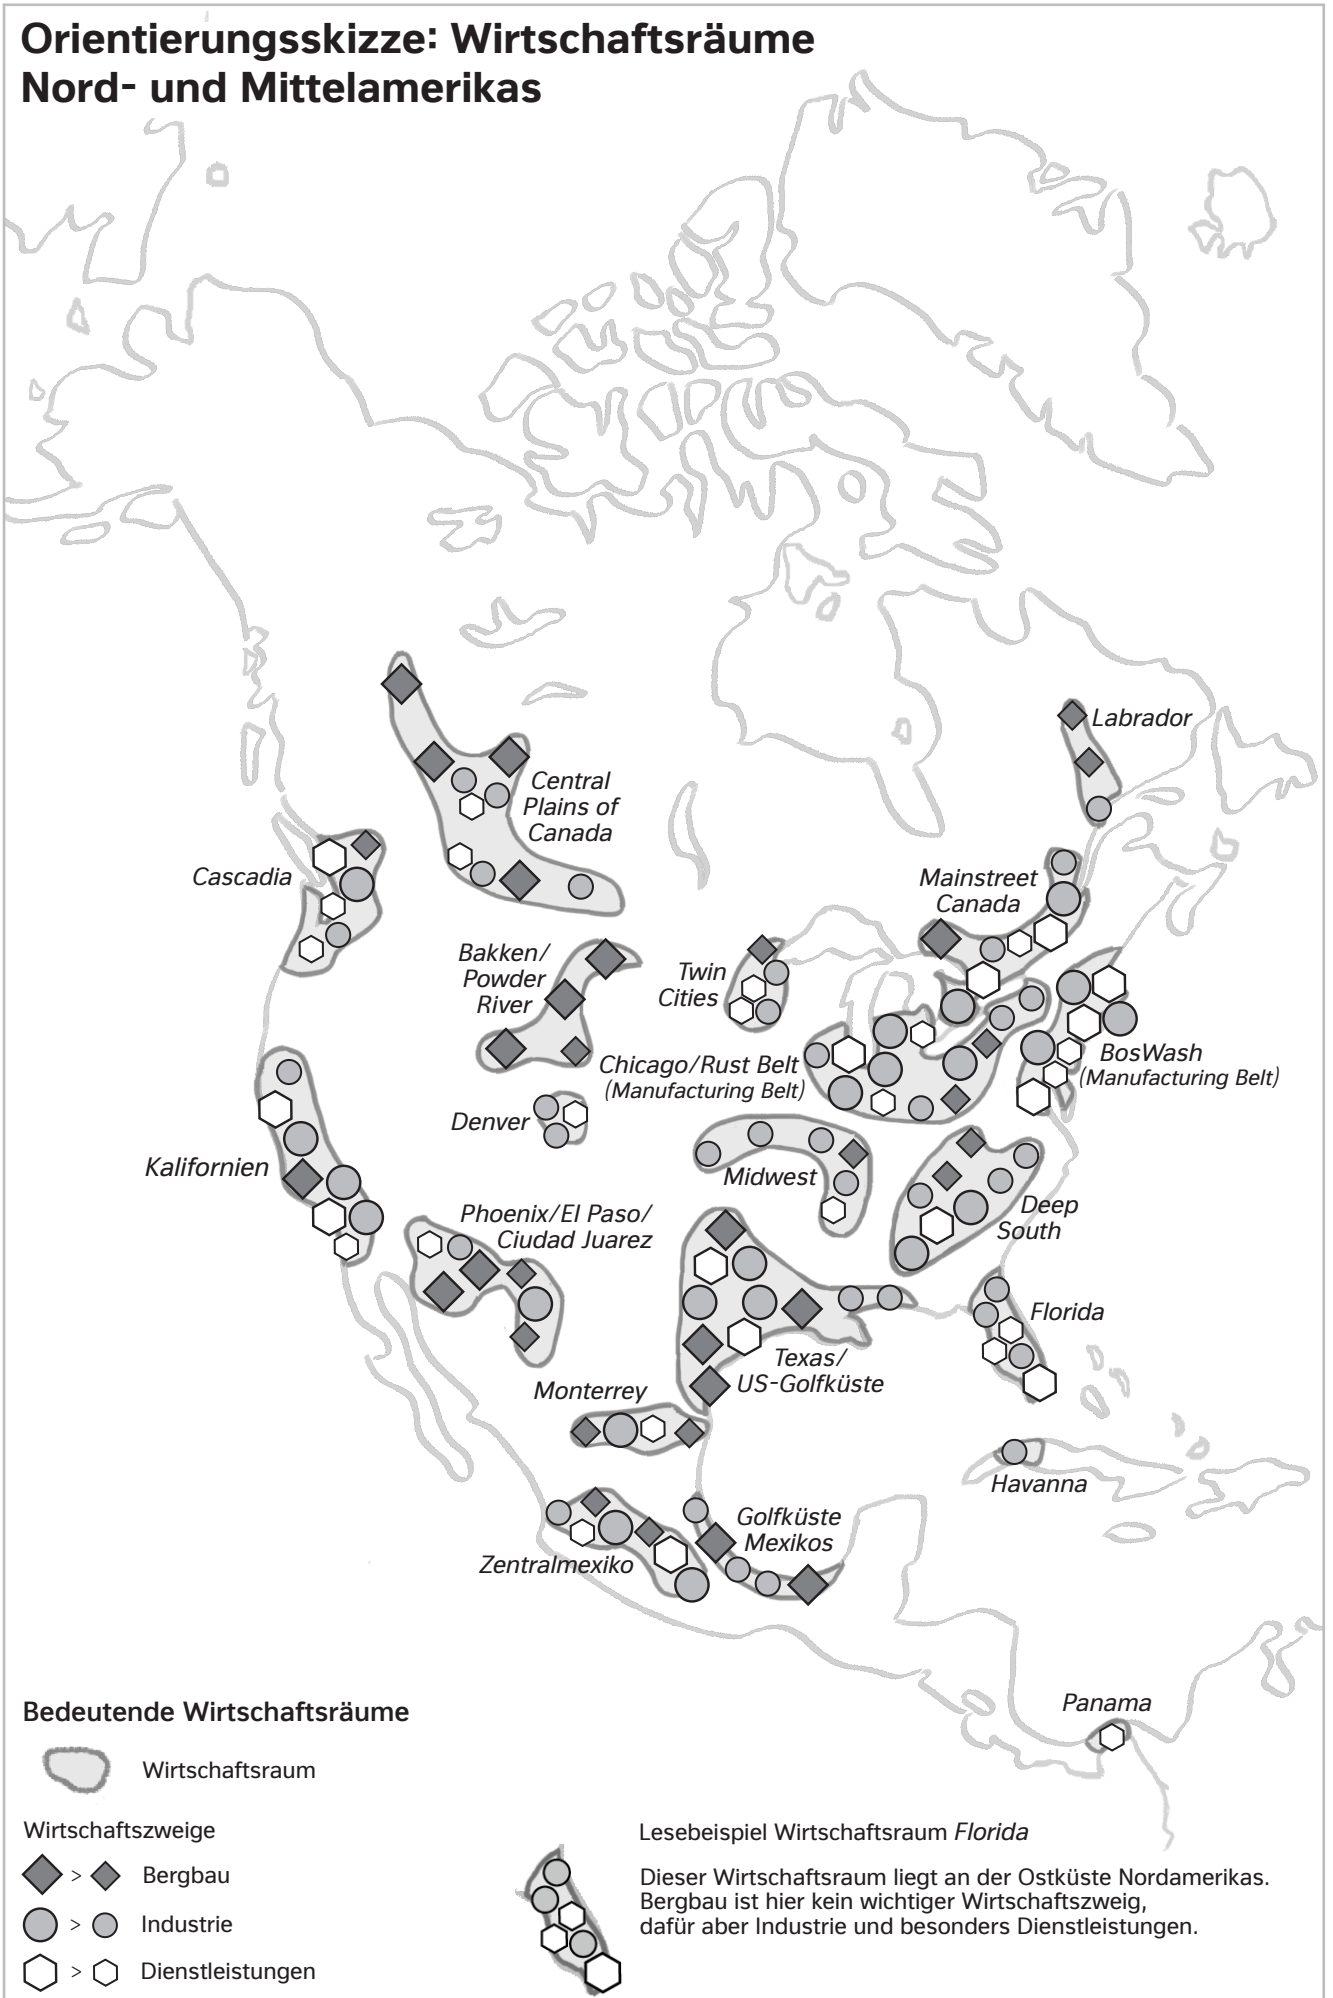 Orientierungsskizze: Wirtschaftsräume
Nord- und Mittelamerikas
Labrador
Central
Plains of
Canada
Cascadia
Mainstreet
Canada
Bakken/
Powder
River
Twin
Cities
BosWash
(Manufacturing Belt)
Chicago/Rust Belt
(Manufacturing Belt)
Denver
Kalifornien
Midwest
Deep
South
Phoenix/El Paso/
Ciudad Juarez
Florida
Texas/
US-Golfküste
Monterrey
Havanna
Golfküste
Mexikos
Zentralmexiko
Panama
Bedeutende Wirtschaftsräume
Wirtschaftsraum
Wirtschaftszweige
> Bergbau
> Industrie
> Dienstleistungen
Lesebeispiel Wirtschaftsraum Florida
Dieser Wirtschaftsraum liegt an der Ostküste Nordamerikas.
Bergbau ist hier kein wichtiger Wirtschaftszweig,
dafür aber Industrie und besonders Dienstleistungen.